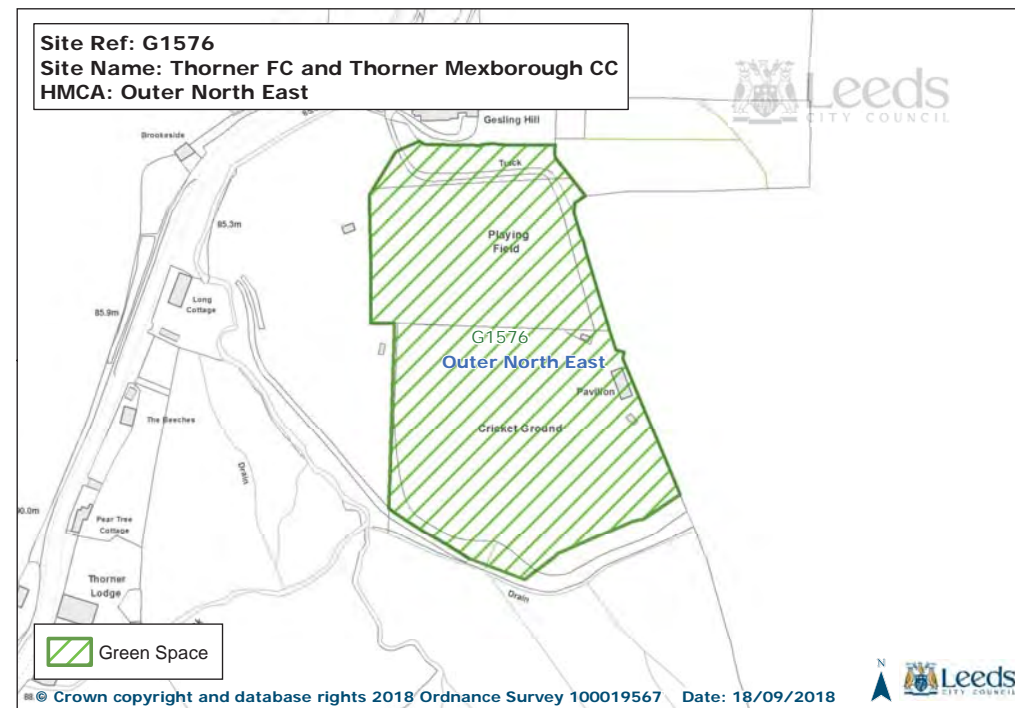 Site Ref: G1576
Site Name: Thorner FC and Thorner Mexborough CC
HMCA: Outer North East
Leeds
CITY COUNCIL
Gesling Hill
Brookeside
Track
85.3m
Playing
Field
Long
Cottage
85.9m
G1576
Outer North East
Pavilion
The Beeches
Cricket Ground
Drain
Pear Tree
Cottage
Thorner
Lodge
Drain
Green Space
© Crown copyright and database rights 2018 Ordnance Survey 100019567 Date: 18/09/2018
N
Leeds
CITY COUNCIL